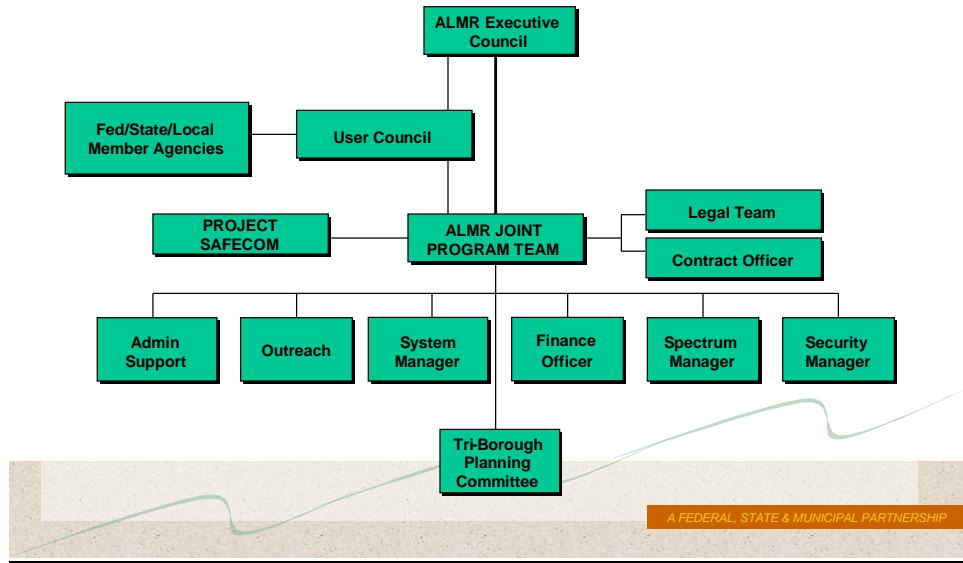 ALMR Executive
Council
Fed/State/Local
Member Agencies
User Council
PROJECT
SAFECOM
ALMR JOINT
PROGRAM TEAM
Legal Team
Contract Officer
Admin
Support
Outreach
System
Manager
Finance
Officer
Spectrum
Manager
Security
Manager
Tri-Borough
Planning
Committee
A FEDERAL, STATE & MUNICIPAL PARTNERSHIP